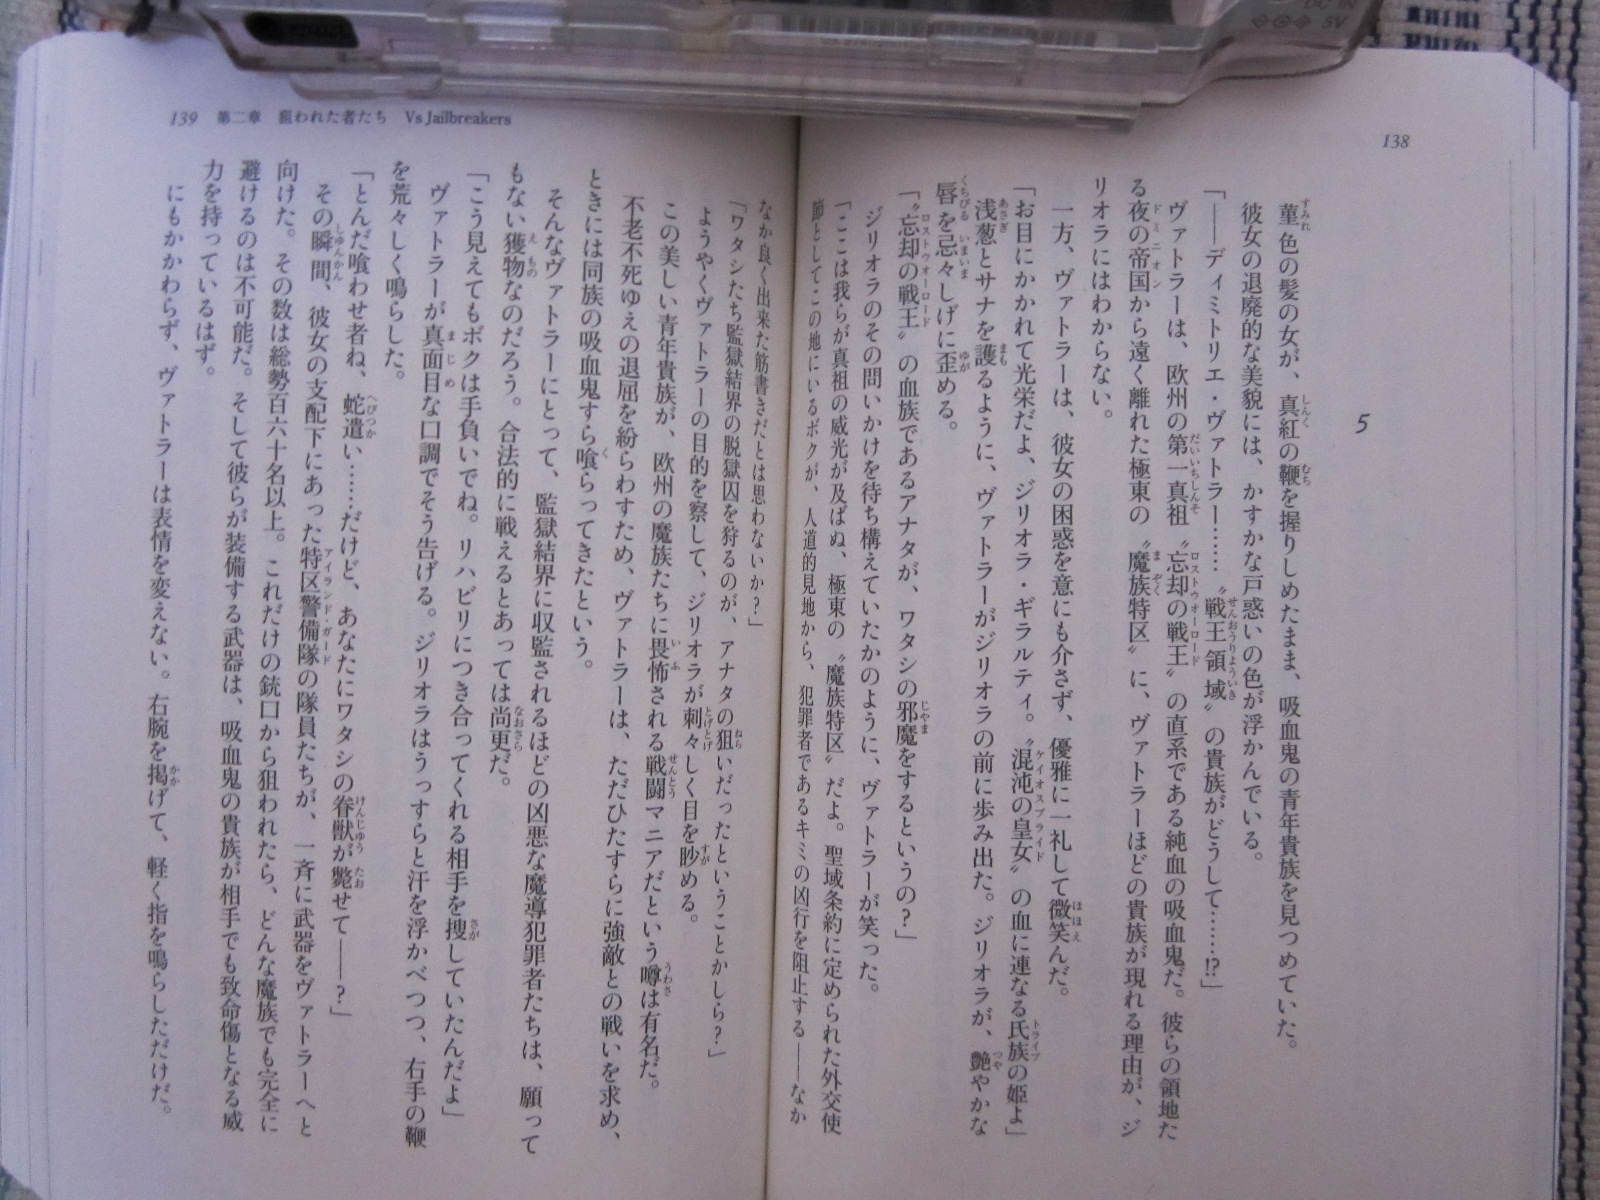 DC IN
5V
138
5
菫色の髪の女が、真紅の鞭を握りしめたまま、吸血鬼の青年貴族を見つめていた。
彼女の退廃的な美貌には、かすかな戸惑いの色が浮かんでいる。
「――ディミトリエ・ヴァトラー……〝戦王領域〟の貴族がどうして……!?」
ヴァトラーは、欧州の第一真祖〝忘却の戦王〟の直系である純血の吸血鬼だ。彼らの領地た
る夜の帝国から遠く離れた極東の〝魔族特区〟に、ヴァトラーほどの貴族が現れる理由が、ジ
リオラにはわからない。
一方、ヴァトラーは、彼女の困惑を意にも介さず、優雅に一礼して微笑んだ。
「お目にかかれて光栄だよ、ジリオラ・ギラルティ。〝混沌の皇女〟の血に連なる氏族の姫よ」
浅葱とサナを護るように、ヴァトラーがジリオラの前に歩み出た。ジリオラが、艶やかな
唇を忌々しげに歪める。
「〝忘却の戦王〟の血族であるアナタが、ワタシの邪魔をするというの？」
ジリオラのその問いかけを待ち構えていたかのように、ヴァトラーが笑った。
「ここは我らが真祖の威光が及ばぬ、極東の〝魔族特区〟だよ。聖域条約に定められた外交使
節としてこの地にいるボクが、人道的見地から、犯罪者であるキミの凶行を阻止する――なか
139 第二章 狙われた者たち Vs Jailbreakers
なか良く出来た筋書きだとは思わないか？」
「ワタシたち監獄結界の脱獄囚を狩るのが、アナタの狙いだったということかしら？」
ようやくヴァトラーの目的を察して、ジリオラが刺々しく目を眇める。
この美しい青年貴族が、欧州の魔族たちに畏怖される戦闘マニアだという噂は有名だ。
不老不死ゆえの退屈を紛らわすため、ヴァトラーは、ただひたすらに強敵との戦いを求め、
ときには同族の吸血鬼すら喰らってきたという。
そんなヴァトラーにとって、監獄結界に収監されるほどの凶悪な魔導犯罪者たちは、願って
もない獲物なのだろう。合法的に戦えるとあっては尚更だ。
「こう見えてもボクは手負いでね。リハビリにつき合ってくれる相手を捜していたんだよ」
ヴァトラーが真面目な口調でそう告げる。ジリオラはうっすらと汗を浮かべつつ、右手の鞭
を荒々しく鳴らした。
「とんだ喰わせ者ね、蛇遣い……だけど、あなたにワタシの眷獣が斃せて――？」
その瞬間、彼女の支配下にあった特区警備隊の隊員たちが、一斉に武器をヴァトラーへと
向けた。その数は総勢百六十名以上。これだけの銃口から狙われたら、どんな魔族でも完全に
避けるのは不可能だ。そして彼らが装備する武器は、吸血鬼の貴族が相手でも致命傷となる威
力を持っているはず。
にもかかわらず、ヴァトラーは表情を変えない。右腕を掲げて、軽く指を鳴らしただけだ。